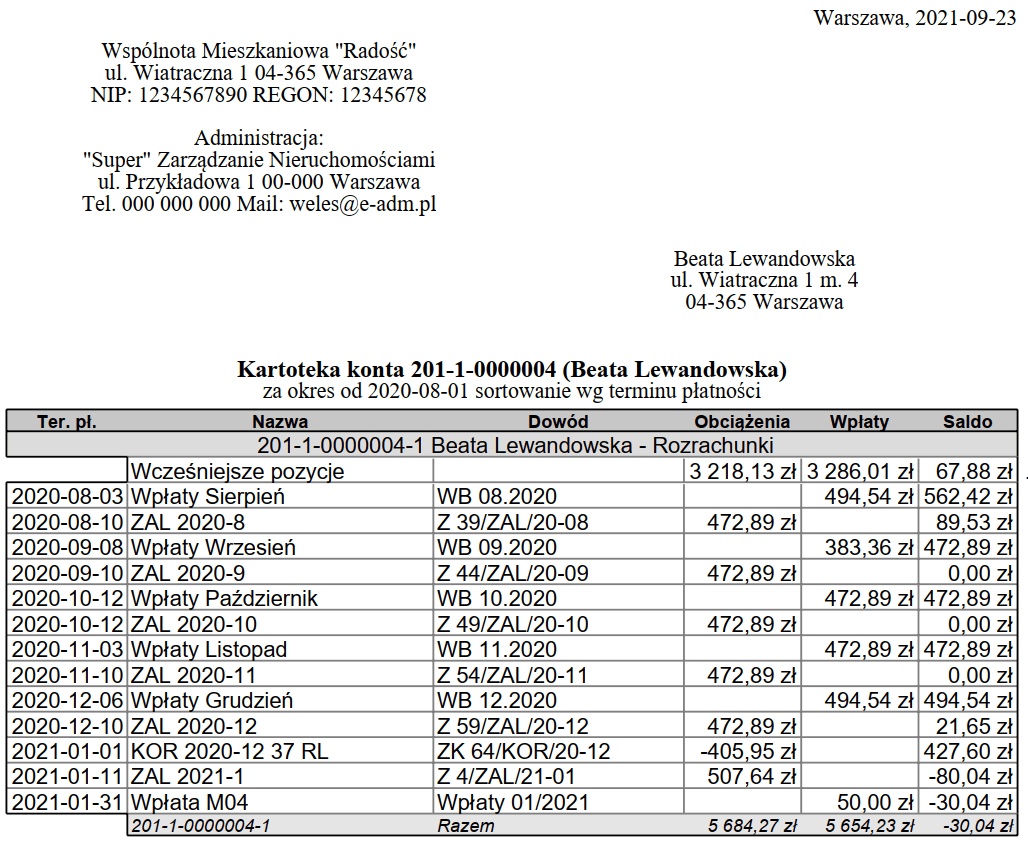 Warszawa, 2021-09-23
Wspólnota Mieszkaniowa "Radość"
ul. Wiatraczna 1 04-365 Warszawa
NIP: 1234567890 REGON: 12345678
Administracja:
"Super" Zarządzanie Nieruchomościami
ul. Przykładowa 1 00-000 Warszawa
Tel. 000 000 000 Mail: weles@e-adm.pl
Beata Lewandowska
ul. Wiatraczna 1 m. 4
04-365 Warszawa
Kartoteka konta 201-1-0000004 (Beata Lewandowska)
za okres od 2020-08-01 sortowanie wg terminu płatności
Ter. pł. Nazwa Dowód Obciążenia Wpłaty Saldo
201-1-0000004-1 Beata Lewandowska - Rozrachunki
Wcześniejsze pozycje 3 218,13 zł 3 286,01 zł 67,88 zł
2020-08-03 Wpłaty Sierpień WB 08.2020 494,54 zł 562,42 zł
2020-08-10 ZAL 2020-8 Z 39/ZAL/20-08 472,89 zł 89,53 zł
2020-09-08 Wpłaty Wrzesień WB 09.2020 383,36 zł 472,89 zł
2020-09-10 ZAL 2020-9 Z 44/ZAL/20-09 472,89 zł 0,00 zł
2020-10-12 Wpłaty Październik WB 10.2020 472,89 zł 472,89 zł
2020-10-12 ZAL 2020-10 Z 49/ZAL/20-10 472,89 zł 0,00 zł
2020-11-03 Wpłaty Listopad WB 11.2020 472,89 zł 472,89 zł
2020-11-10 ZAL 2020-11 Z 54/ZAL/20-11 472,89 zł 0,00 zł
2020-12-06 Wpłaty Grudzień WB 12.2020 494,54 zł 494,54 zł
2020-12-10 ZAL 2020-12 Z 59/ZAL/20-12 472,89 zł 21,65 zł
2021-01-01 KOR 2020-12 37 RL ZK 64/KOR/20-12 -405,95 zł 427,60 zł
2021-01-11 ZAL 2021-1 Z 4/ZAL/21-01 507,64 zł -80,04 zł
2021-01-31 Wpłata M04 Wpłaty 01/2021 50,00 zł -30,04 zł
201-1-0000004-1 Razem 5 684,27 zł 5 654,23 zł -30,04 zł